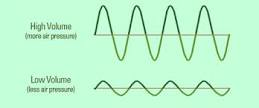 High Volume
(more air pressure)
Low Volume
(less air pressure)